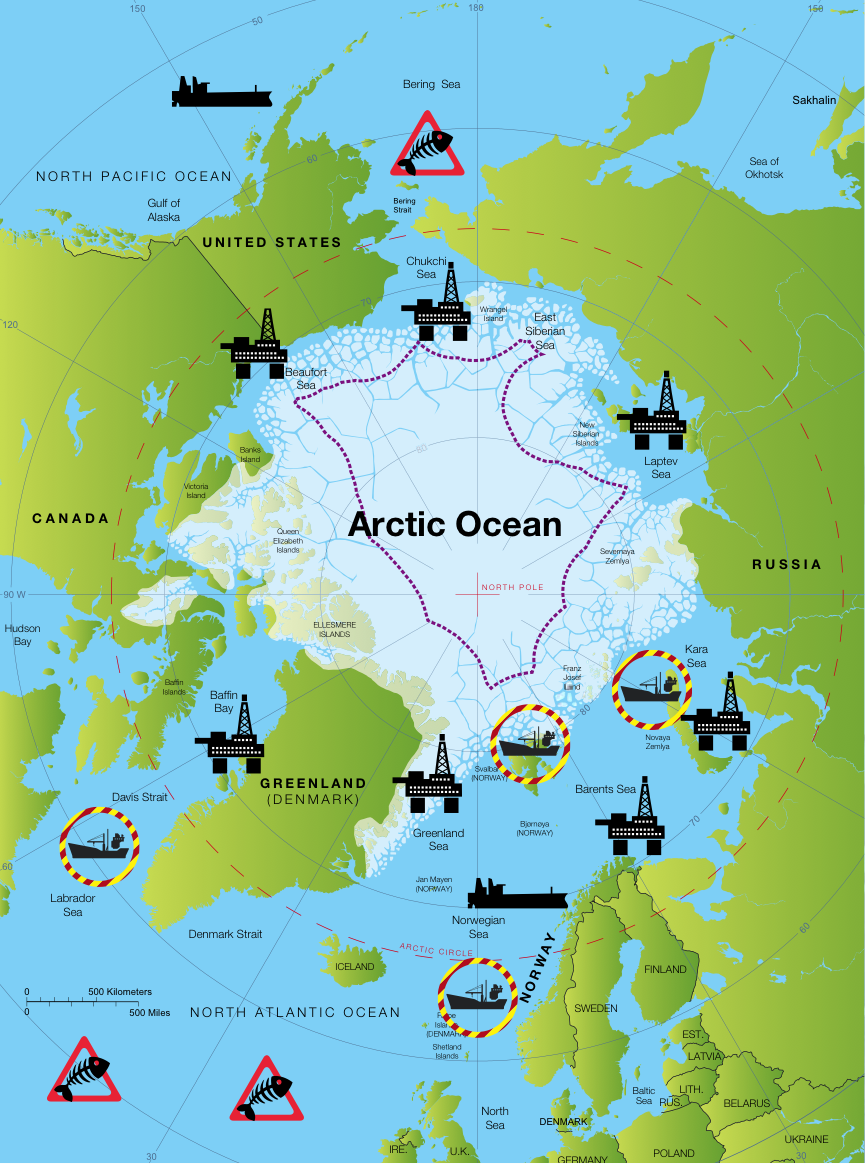 150
50
180
150
Bering Sea
Sakhalin
60
Sea of
Okhotsk
NORTH PACIFIC OCEAN
Gulf of
Alaska
Bering
Strait
UNITED STATES
Chukchi
Sea
70
Wrangel
Island
East
Siberian
Sea
120
Beaufort
Sea
New
Siberian
Islands
80
Banks
Island
Laptev
Sea
Victoria
Island
CANADA
Arctic Ocean
Queen
Elizabeth
Islands
Severnaya
Zemlya
RUSSIA
NORTH POLE
90 W
Hudson
Bay
ELLESMERE
ISLANDS
Kara
Sea
Franz
Josef
Land
Baffin
Islands
Baffin
Bay
80
Novaya
Zemlya
Svalba
(NORWAY)
GREENLAND
(DENMARK)
Barents Sea
Davis Strait
Bjørnøya
(NORWAY)
70
Greenland
Sea
60
Jan Mayen
(NORWAY)
Labrador
Sea
Norwegian
Sea
60
Denmark Strait
ARCTIC CIRCLE
NORWAY
ICELAND
FINLAND
0
500 Kilometers
0
500 Miles
NORTH ATLANTIC OCEAN
SWEDEN
(DENMAR
Shetland
Islands
EST.
LATVIA
LITH.
Baltic
Sea
RUS.
BELARUS
North
Sea
DENMARK
UKRAINE
IRE.
U.K.
POLAND
GERMANY
30
30